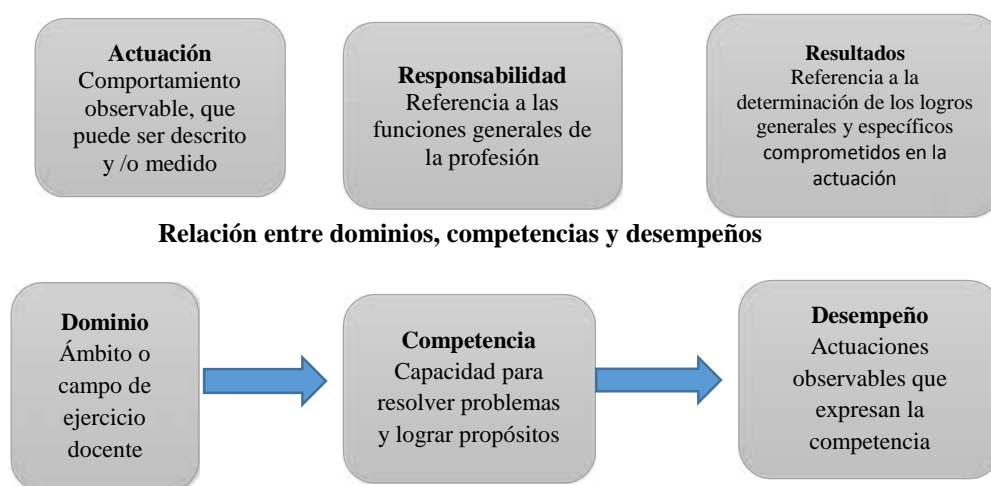 Actuación
Comportamiento
observable, que
puede ser descrito
y /o medido
Responsabilidad
Referencia a las
funciones generales de
la profesión
Resultados
Referencia a la
determinación de los logros
generales y específicos
comprometidos en la
actuación
Relación entre dominios, competencias y desempeños
Dominio
Ámbito o
campo de
ejercicio
docente
Competencia
Capacidad para
resolver problemas
y lograr propósitos
Desempeño
Actuaciones
observables que
expresan la
competencia